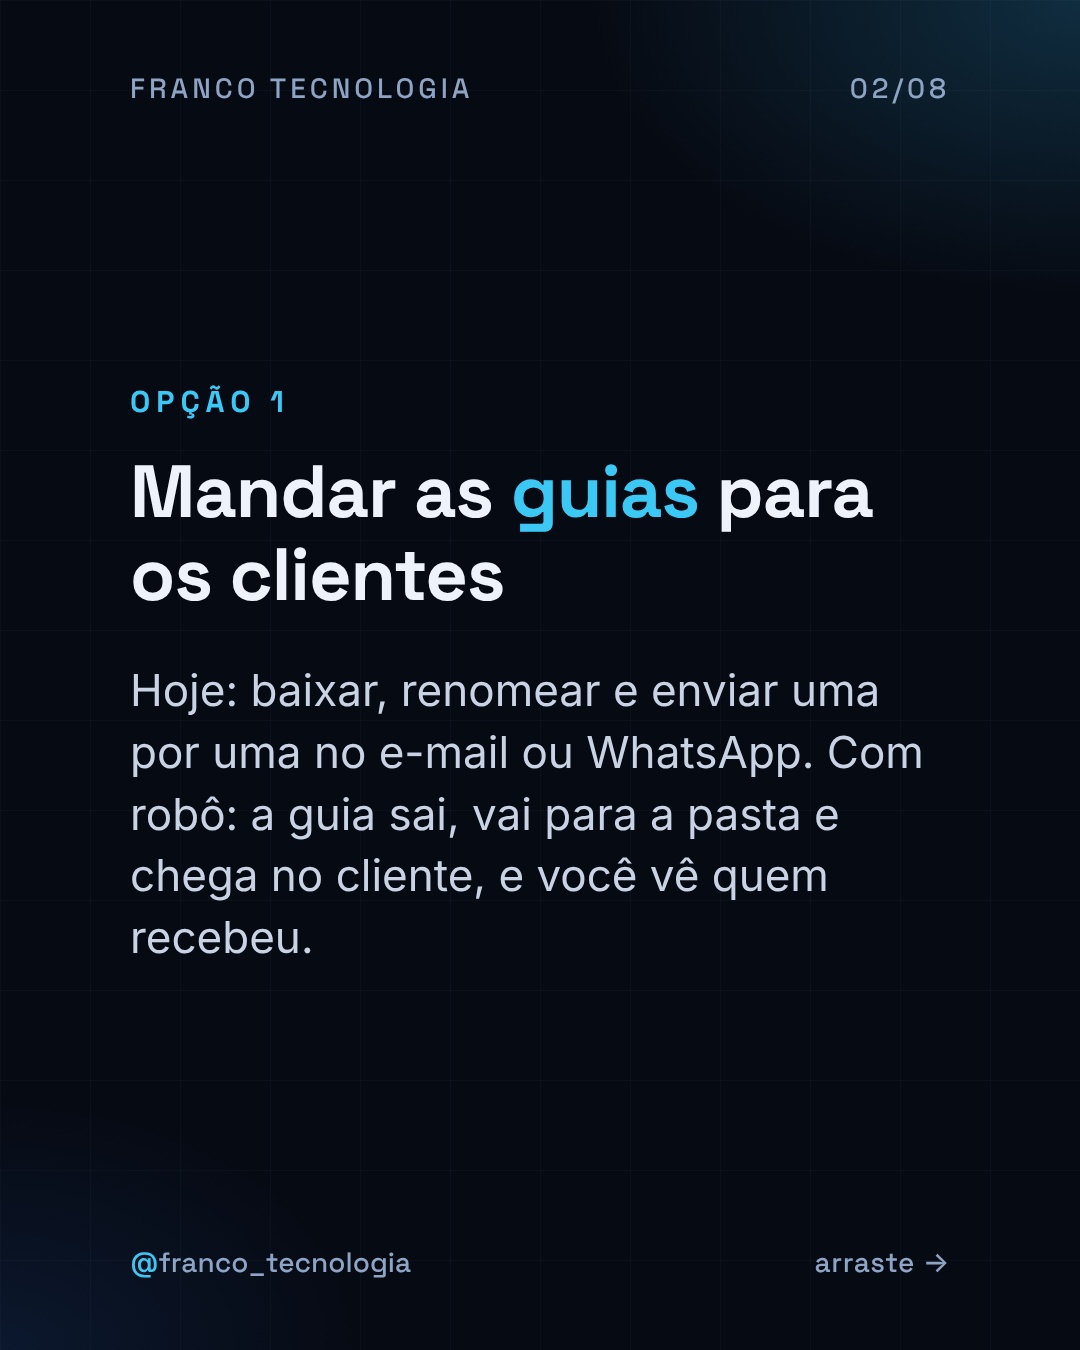 FRANCO TECNOLOGIA
02/08
OPÇÃO 1
Mandar as guias para
os clientes
Hoje: baixar, renomear e enviar uma
por uma no e-mail ou WhatsApp. Com
robô: a guia sai, vai para a pasta e
chega no cliente, e você vê quem
recebeu.
@franco_tecnologia
arraste →